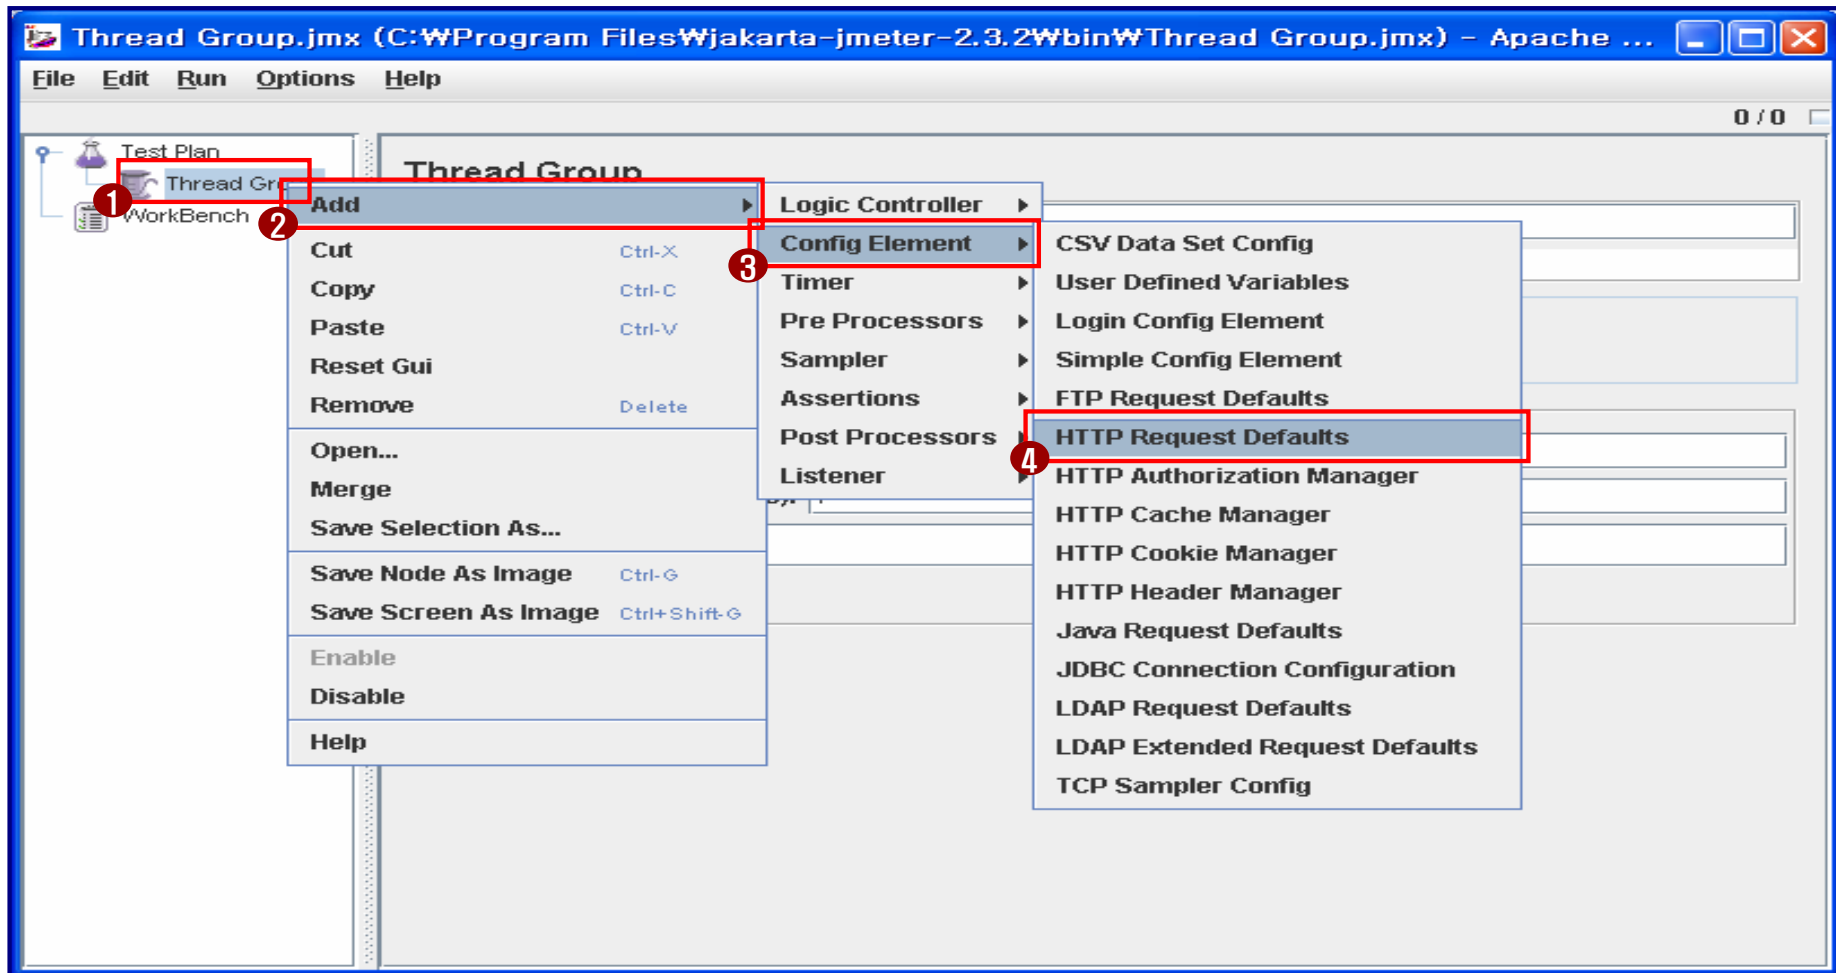 Thread Group.jmx (C:₩Program Files₩jakarta-jmeter-2.3.2₩bin₩Thread Group.jmx) - Apache ...
File Edit Run Options Help
0 / 0
Test Plan
Thread Group
1
WorkBench
Thread Group
2
Add
Cut Ctrl-X
Copy Ctrl-C
Paste Ctrl-V
Reset Gui
Remove Delete
Open...
Merge
Save Selection As...
Save Node As Image Ctrl-G
Save Screen As Image Ctrl+Shift-G
Enable
Disable
Help
Logic Controller
3
Config Element
Timer
Pre Processors
Sampler
Assertions
Post Processors
Listener
CSV Data Set Config
User Defined Variables
Login Config Element
Simple Config Element
FTP Request Defaults
4
HTTP Request Defaults
HTTP Authorization Manager
HTTP Cache Manager
HTTP Cookie Manager
HTTP Header Manager
Java Request Defaults
JDBC Connection Configuration
LDAP Request Defaults
LDAP Extended Request Defaults
TCP Sampler Config